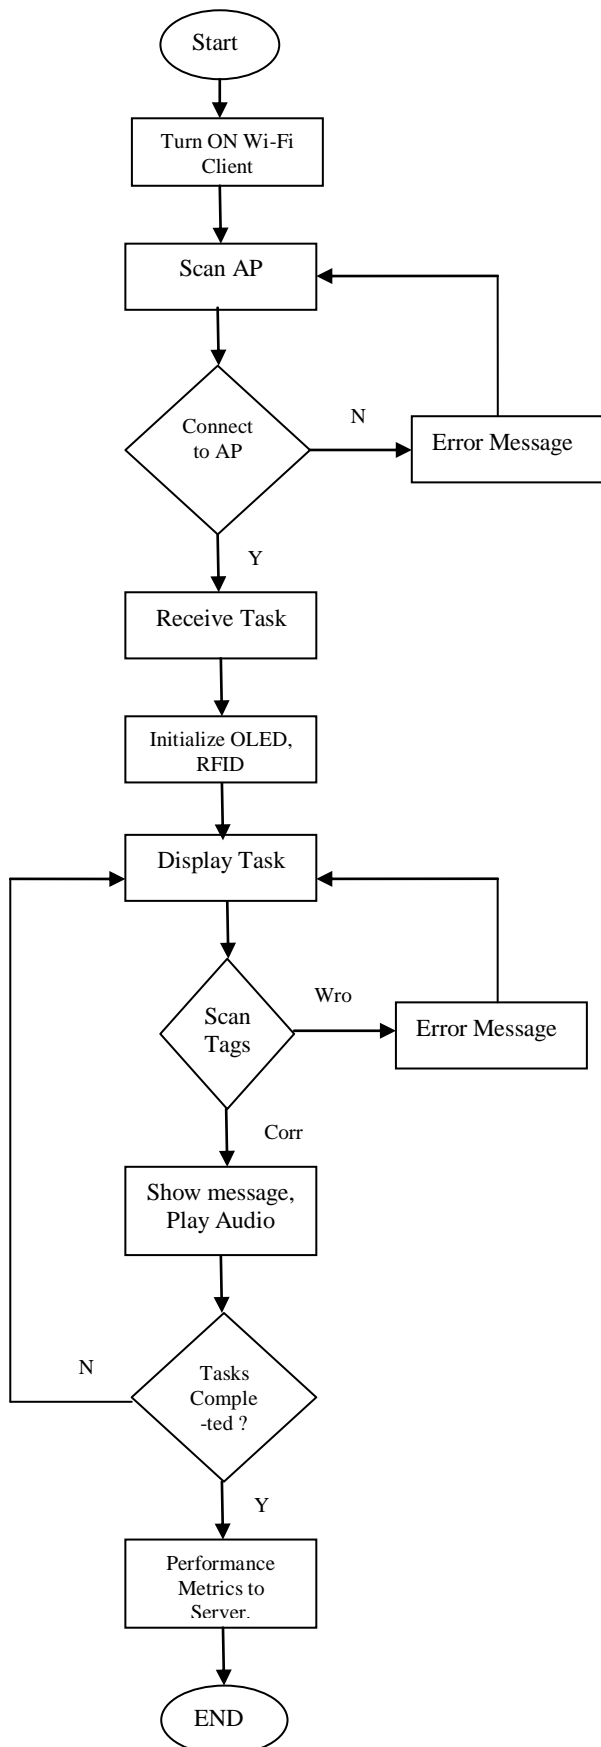 Start
Turn ON Wi-Fi
Client
Scan AP
Connect
to AP
N
Error Message
Y
Receive Task
Initialize OLED,
RFID
Display Task
Scan
Tags
Wro
Error Message
Corr
Show message,
Play Audio
Tasks
Comple
-ted ?
N
Y
Performance
Metrics to
Server.
END